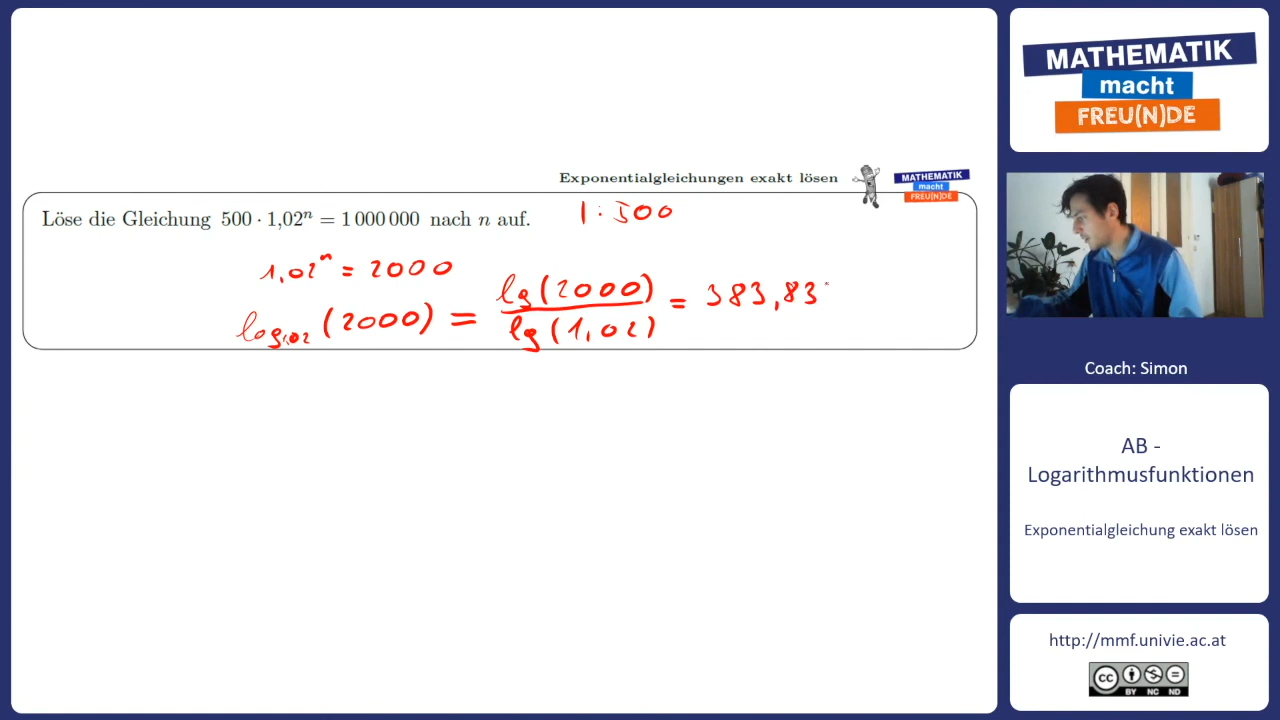 Exponentialgleichungen exakt lösen
MATHEMATIK
macht
FREU(N)DE
Löse die Gleichung 500 · 1,02ⁿ = 1 000 000 nach n auf.
| : 500
1,02ⁿ = 2000
log₁,₀₂ (2000) = lg(2000) / lg(1,02) = 383,83
MATHEMATIK
macht
FREU(N)DE
Coach: Simon
AB -
Logarithmusfunktionen
Exponentialgleichung exakt lösen
http://mmf.univie.ac.at
cc
BY NC ND